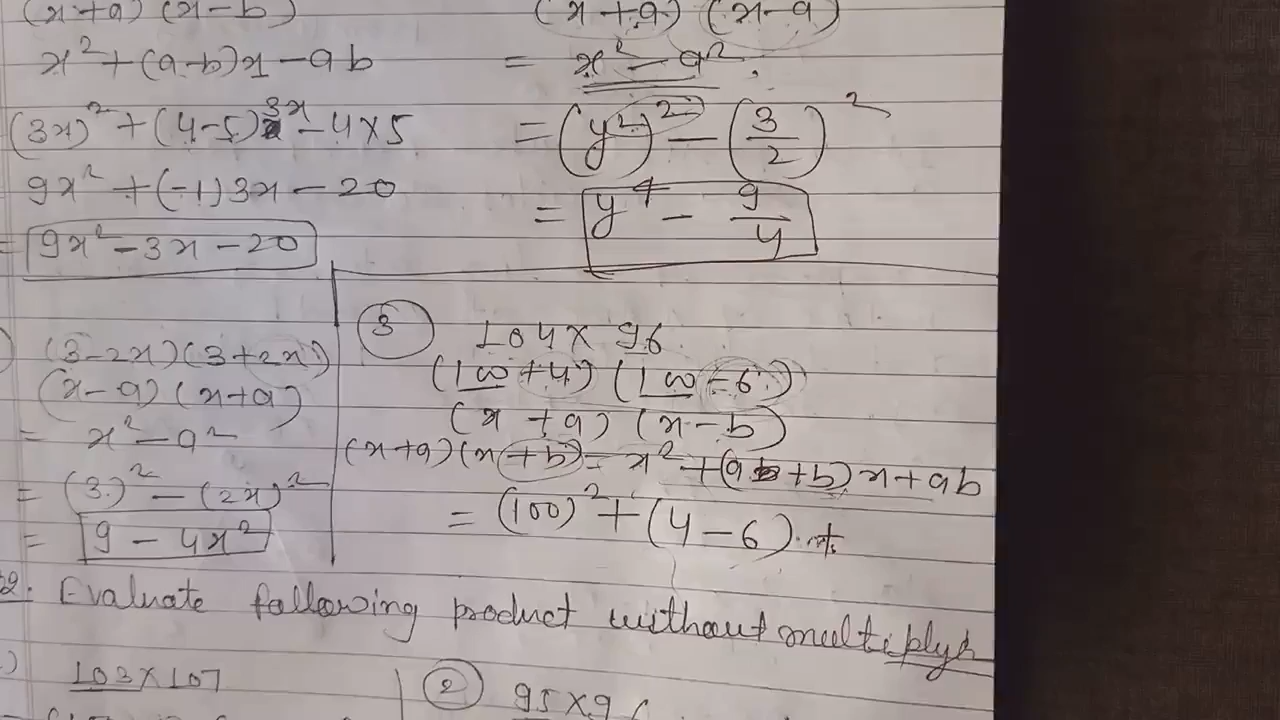 (x+a)(x-b)
x² + (a-b)x - ab
(3x)² + (4-5)3x - 4×5
9x² + (-1)3x - 20
= 9x² - 3x - 20
(x+a)(x-a)
= x² - a²
= (y²)² - (3/2)²
= y⁴ - 9/4
(3-2x)(3+2x)
(x-a)(x+a)
= x² - a²
= (3)² - (2x)²
= 9 - 4x²
3
104 × 96
(100+4)(100-6)
(x+a)(x-b)
= (100)² + (4-6)
Q2. Evaluate following product without multiply
103×107
2
95×96